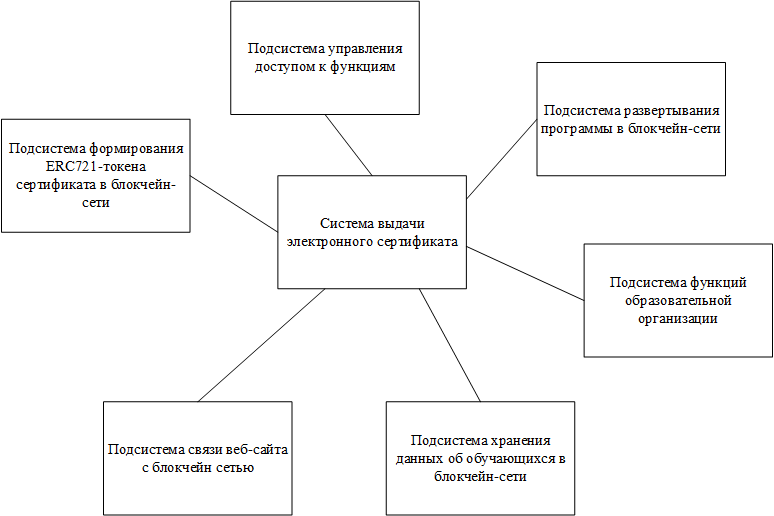 Подсистема управления
доступом к функциям
Подсистема развертывания
программы в блокчейн-сети
Подсистема формирования
ERC721-токена
сертификата в блокчейн-
сети
Система выдачи
электронного сертификата
Подсистема функций
образовательной
организации
Подсистема связи веб-сайта
с блокчейн сетью
Подсистема хранения
данных об обучающихся в
блокчейн-сети